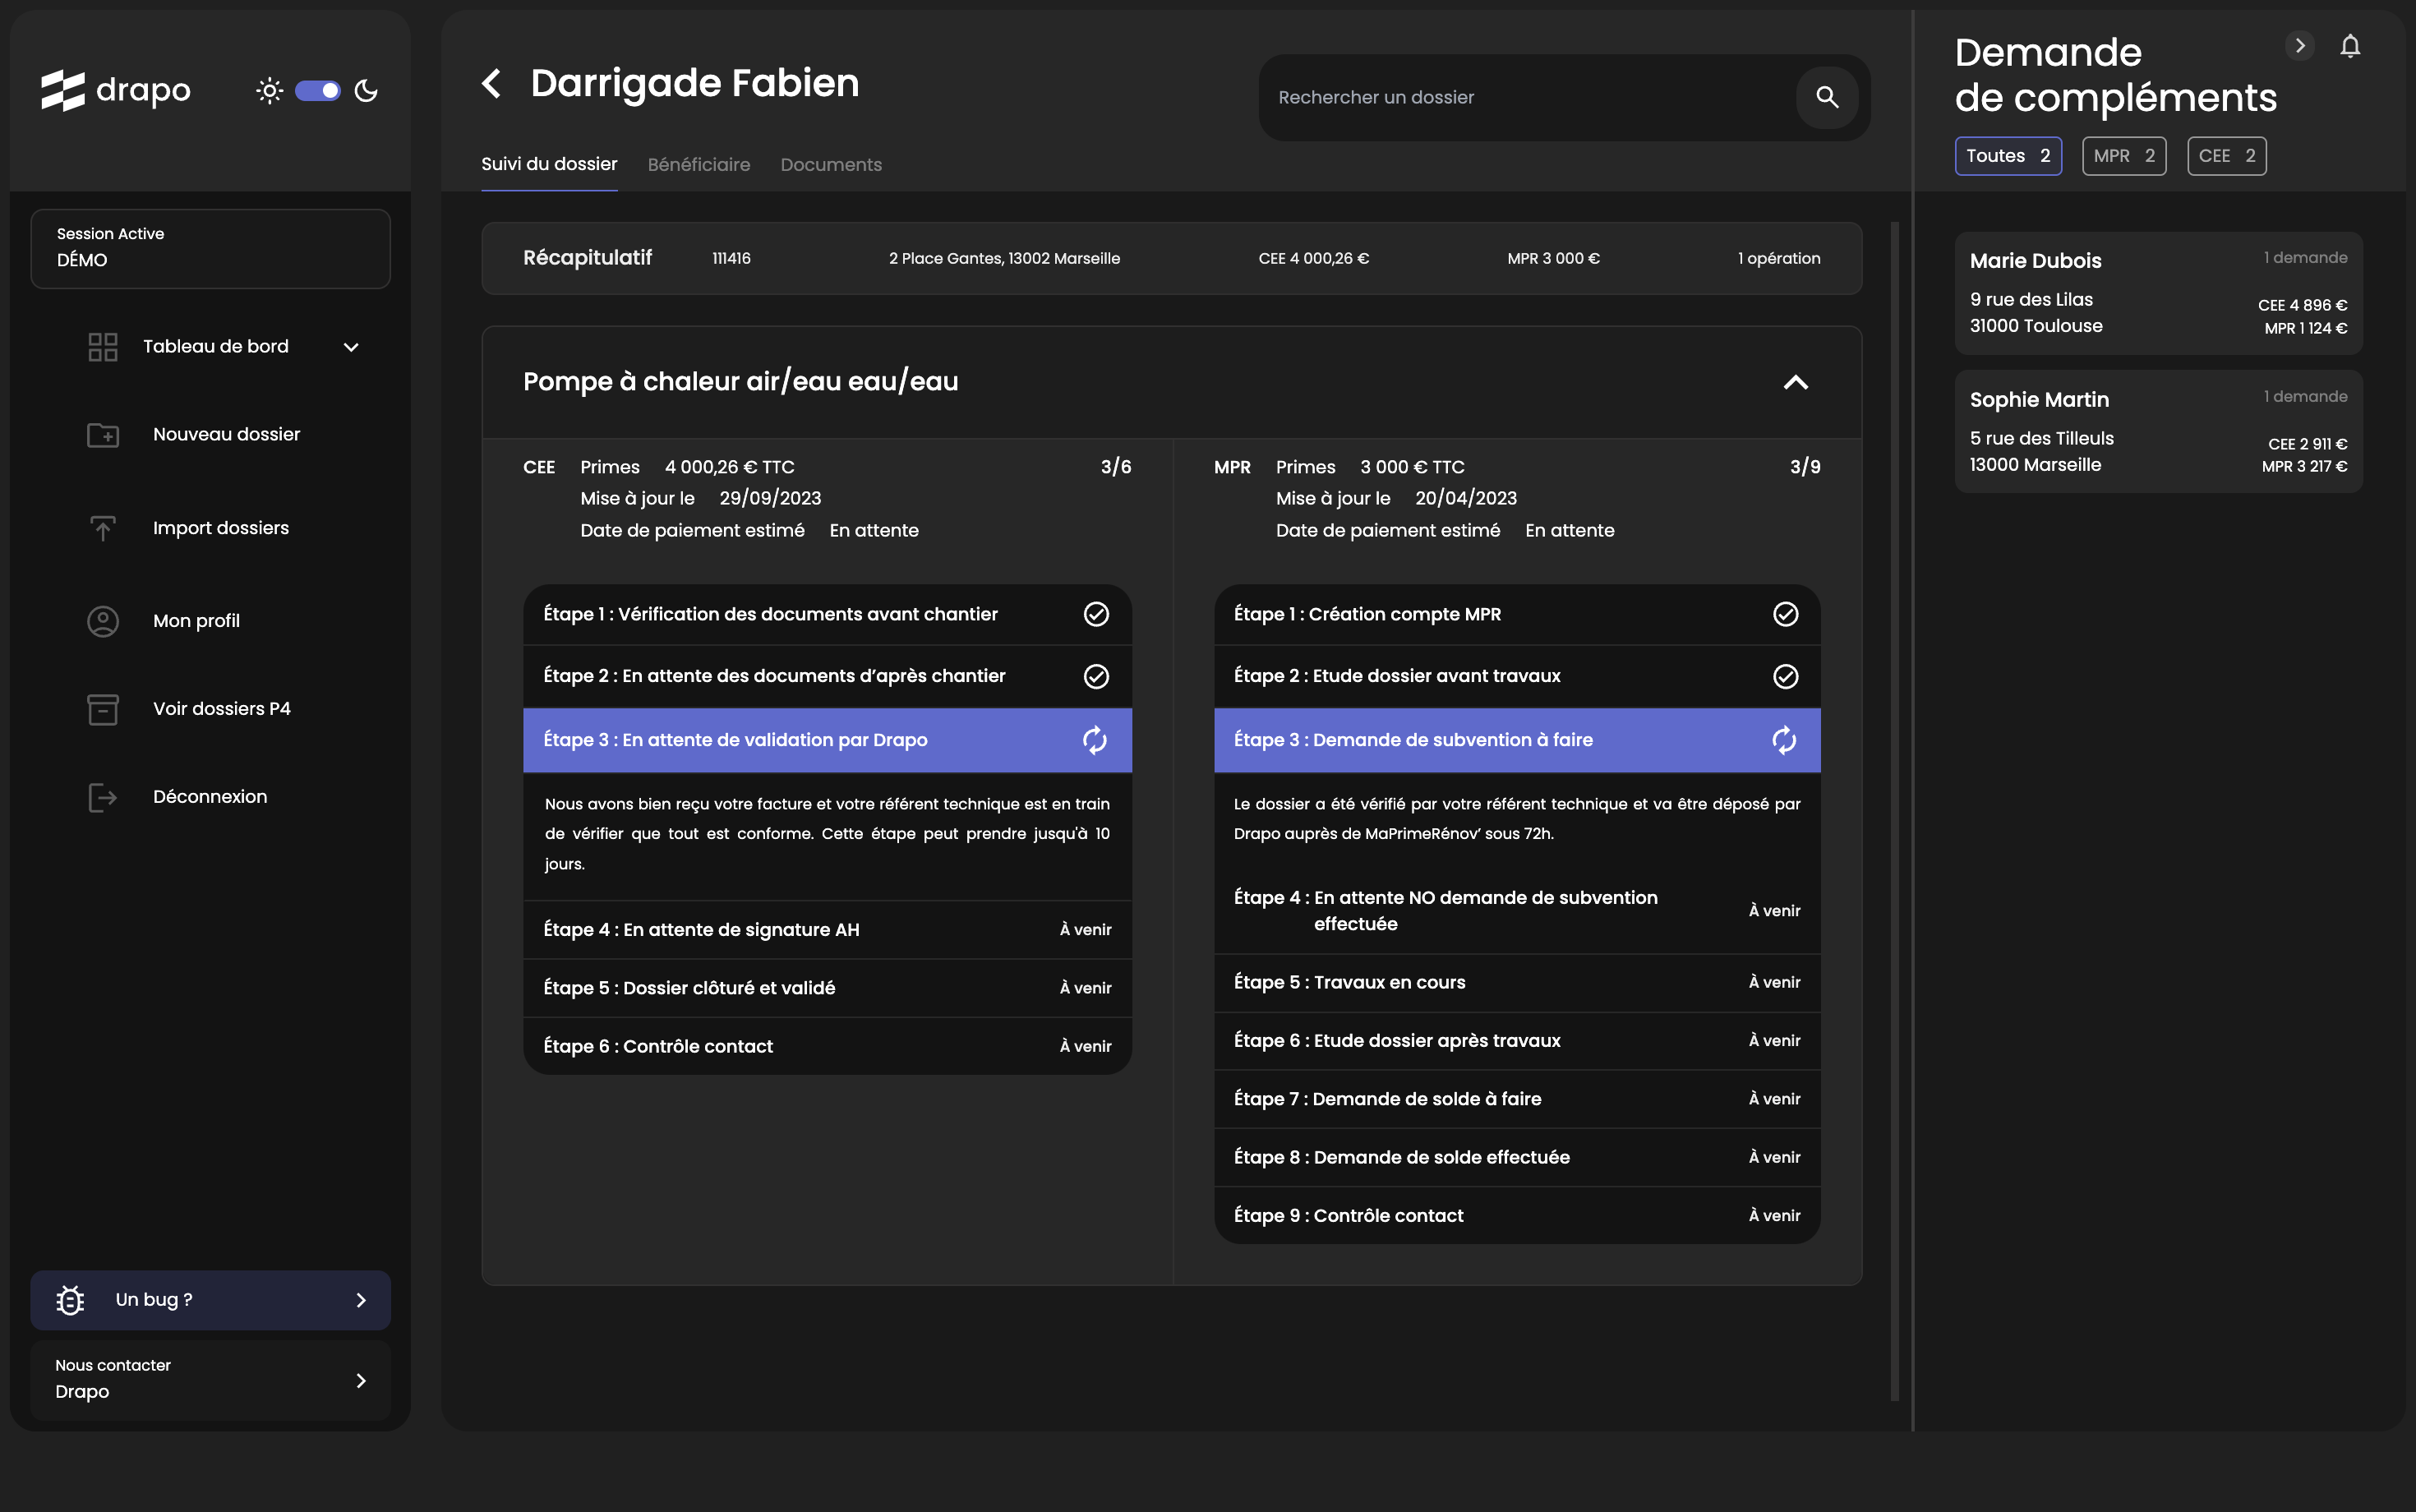 drapo
Session Active
DÉMO
Tableau de bord
Nouveau dossier
Import dossiers
Mon profil
Voir dossiers P4
Déconnexion
Un bug ?
Nous contacter
Drapo
Darrigade Fabien
Rechercher un dossier
Suivi du dossier Bénéficiaire Documents
Récapitulatif 111416 2 Place Gantes, 13002 Marseille CEE 4 000,26 € MPR 3 000 € 1 opération
Pompe à chaleur air/eau eau/eau
CEE Primes 4 000,26 € TTC 3/6
Mise à jour le 29/09/2023
Date de paiement estimé En attente
Étape 1 : Vérification des documents avant chantier
Étape 2 : En attente des documents d’après chantier
Étape 3 : En attente de validation par Drapo
Nous avons bien reçu votre facture et votre référent technique est en train
de vérifier que tout est conforme. Cette étape peut prendre jusqu'à 10
jours.
Étape 4 : En attente de signature AH À venir
Étape 5 : Dossier clôturé et validé À venir
Étape 6 : Contrôle contact À venir
MPR Primes 3 000 € TTC 3/9
Mise à jour le 20/04/2023
Date de paiement estimé En attente
Étape 1 : Création compte MPR
Étape 2 : Etude dossier avant travaux
Étape 3 : Demande de subvention à faire
Le dossier a été vérifié par votre référent technique et va être déposé par
Drapo auprès de MaPrimeRénov’ sous 72h.
Étape 4 : En attente NO demande de subvention
effectuée À venir
Étape 5 : Travaux en cours À venir
Étape 6 : Etude dossier après travaux À venir
Étape 7 : Demande de solde à faire À venir
Étape 8 : Demande de solde effectuée À venir
Étape 9 : Contrôle contact À venir
Demande
de compléments
Toutes 2 MPR 2 CEE 2
Marie Dubois 1 demande
9 rue des Lilas CEE 4 896 €
31000 Toulouse MPR 1 124 €
Sophie Martin 1 demande
5 rue des Tilleuls CEE 2 911 €
13000 Marseille MPR 3 217 €